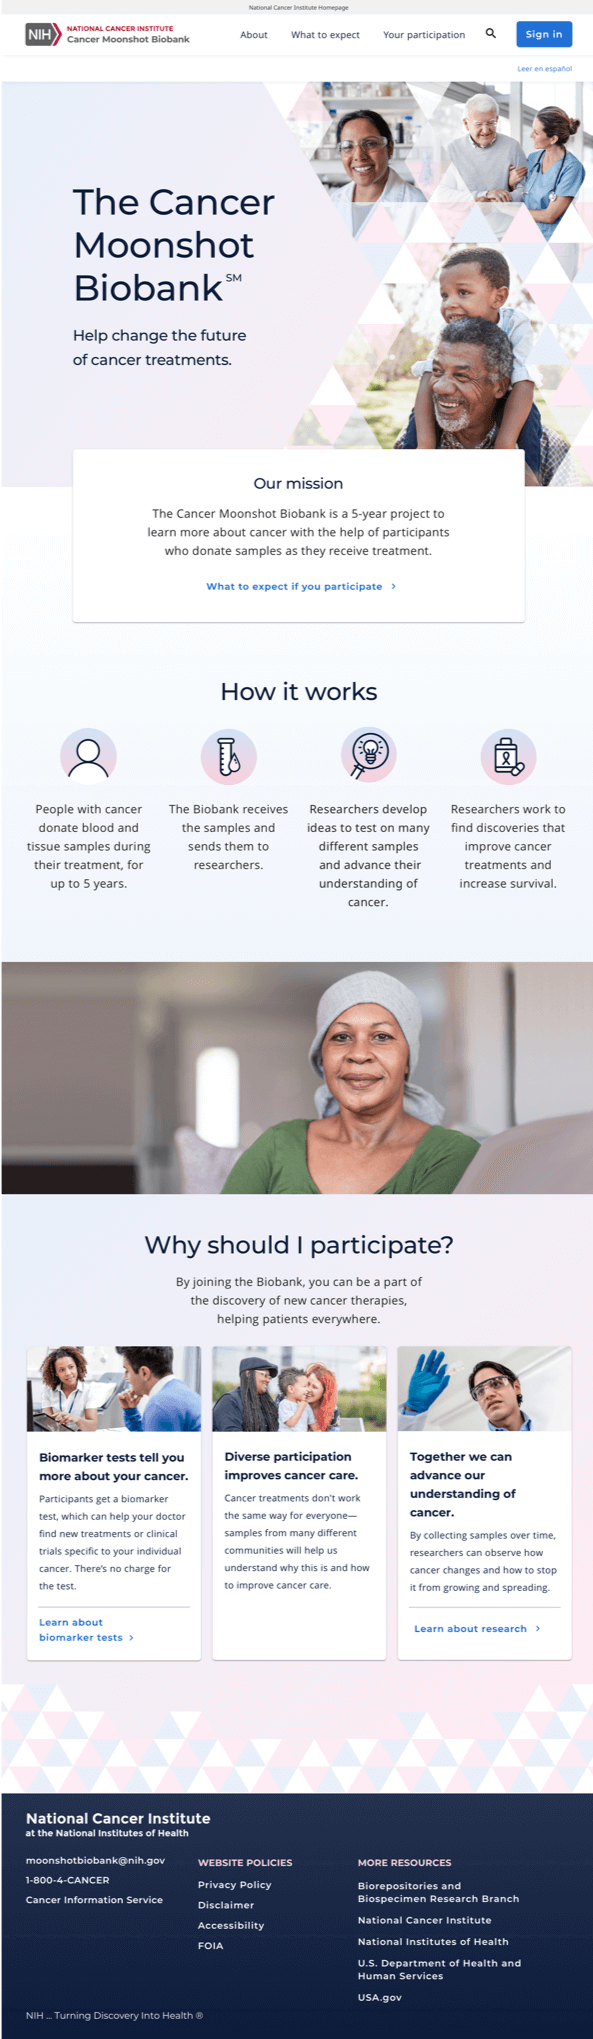 National Cancer Institute Homepage
NIH
NATIONAL CANCER INSTITUTE
Cancer Moonshot Biobank
About
What to expect
Your participation
Sign in
Leer en español
The Cancer
Moonshot
Biobank SM
Help change the future
of cancer treatments.
Our mission
The Cancer Moonshot Biobank is a 5-year project to
learn more about cancer with the help of participants
who donate samples as they receive treatment.
What to expect if you participate
How it works
People with cancer
donate blood and
tissue samples during
their treatment, for
up to 5 years.
The Biobank receives
the samples and
sends them to
researchers.
Researchers develop
ideas to test on many
different samples
and advance their
understanding of
cancer.
Researchers work to
find discoveries that
improve cancer
treatments and
increase survival.
Why should I participate?
By joining the Biobank, you can be a part of
the discovery of new cancer therapies,
helping patients everywhere.
Biomarker tests tell you
more about your cancer.
Participants get a biomarker
test, which can help your doctor
find new treatments or clinical
trials specific to your individual
cancer. There's no charge for
the test.
Learn about
biomarker tests
Diverse participation
improves cancer care.
Cancer treatments don't work
the same way for everyone—
samples from many different
communities will help us
understand why this is and how
to improve cancer care.
Together we can
advance our
understanding of
cancer.
By collecting samples over time,
researchers can observe how
cancer changes and how to stop
it from growing and spreading.
Learn about research
National Cancer Institute
at the National Institutes of Health
moonshotbiobank@nih.gov
1-800-4-CANCER
Cancer Information Service
WEBSITE POLICIES
Privacy Policy
Disclaimer
Accessibility
FOIA
MORE RESOURCES
Biorepositories and
Biospecimen Research Branch
National Cancer Institute
National Institutes of Health
U.S. Department of Health and
Human Services
USA.gov
NIH ... Turning Discovery Into Health ®